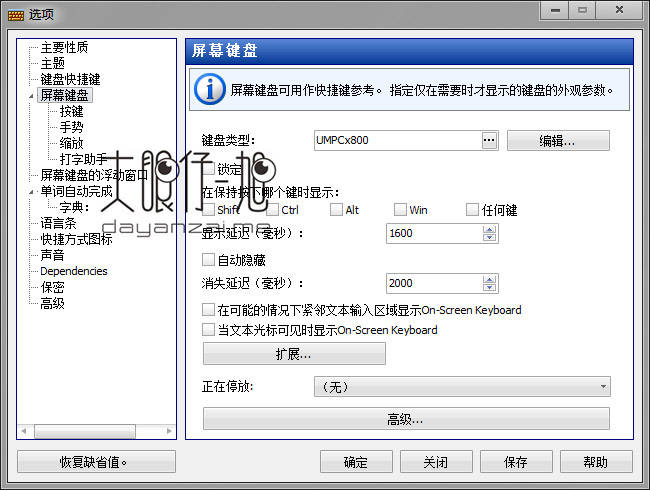 选项
主要性质
主题
键盘快捷键
屏幕键盘
按键
手势
缩放
打字助手
屏幕键盘的浮动窗口
单词自动完成
字典：
语言条
快捷方式图标
声音
Dependencies
保密
高级
屏幕键盘
屏幕键盘可用作快捷键参考。 指定仅在需要时才显示的键盘的外观参数。
键盘类型： UMPCx800 ... 编辑...
锁定
在保持按下哪个键时显示：
Shift Ctrl Alt Win 任何键
显示延迟（毫秒）： 1600
自动隐藏
消失延迟（毫秒）： 2000
在可能的情况下紧邻文本输入区域显示On-Screen Keyboard
当文本光标可见时显示On-Screen Keyboard
扩展...
正在停放: （无）
高级...
恢复缺省值。 确定 关闭 保存 帮助
大眼仔~旭
dayanzai.me